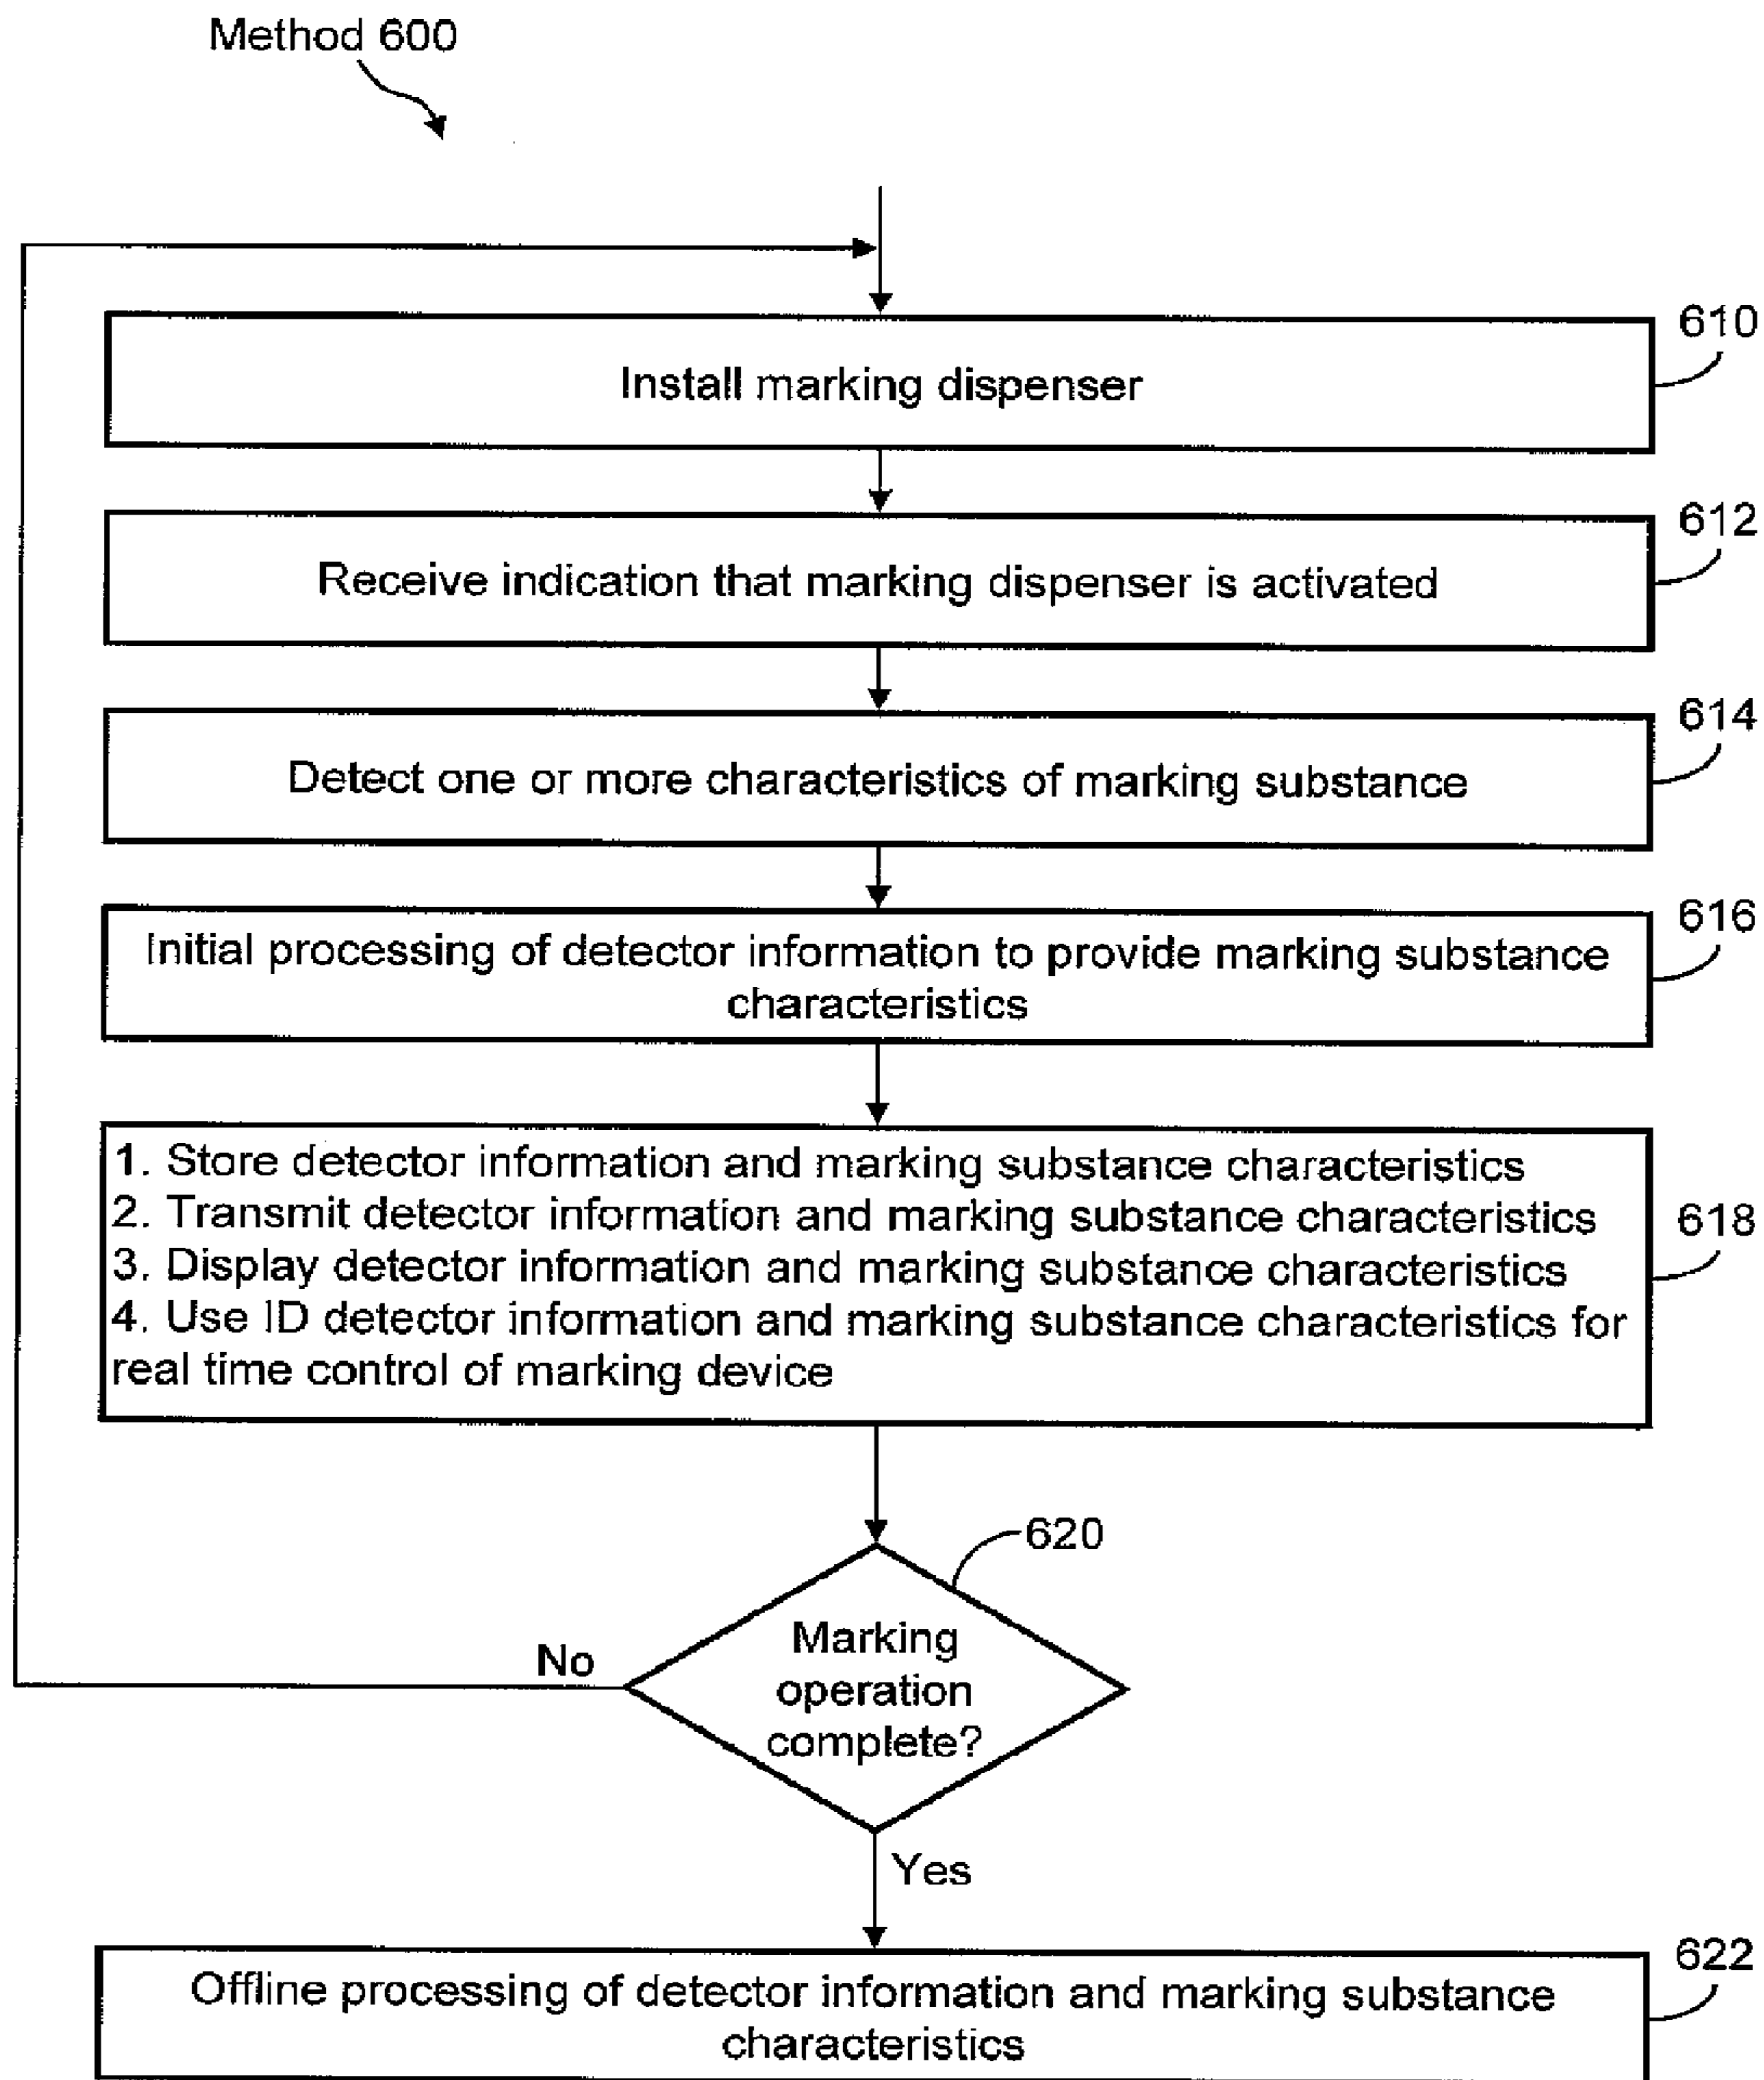 Method 600
610
Install marking dispenser
612
Receive indication that marking dispenser is activated
614
Detect one or more characteristics of marking substance
616
Initial processing of detector information to provide marking substance
characteristics
1. Store detector information and marking substance characteristics
2. Transmit detector information and marking substance characteristics
3. Display detector information and marking substance characteristics
4. Use ID detector information and marking substance characteristics for
real time control of marking device
618
620
Marking
operation
complete?
No
Yes
622
Offline processing of detector information and marking substance
characteristics